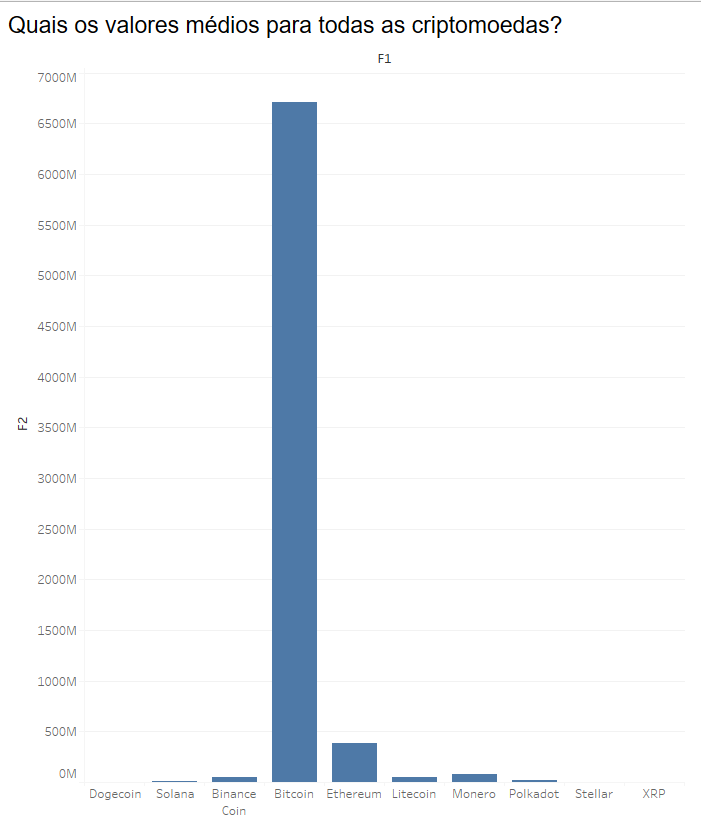 Quais os valores médios para todas as criptomoedas?
F1
7000M
6500M
6000M
5500M
5000M
4500M
4000M
F2
3500M
3000M
2500M
2000M
1500M
1000M
500M
0M
Dogecoin Solana Binance Coin Bitcoin Ethereum Litecoin Monero Polkadot Stellar XRP